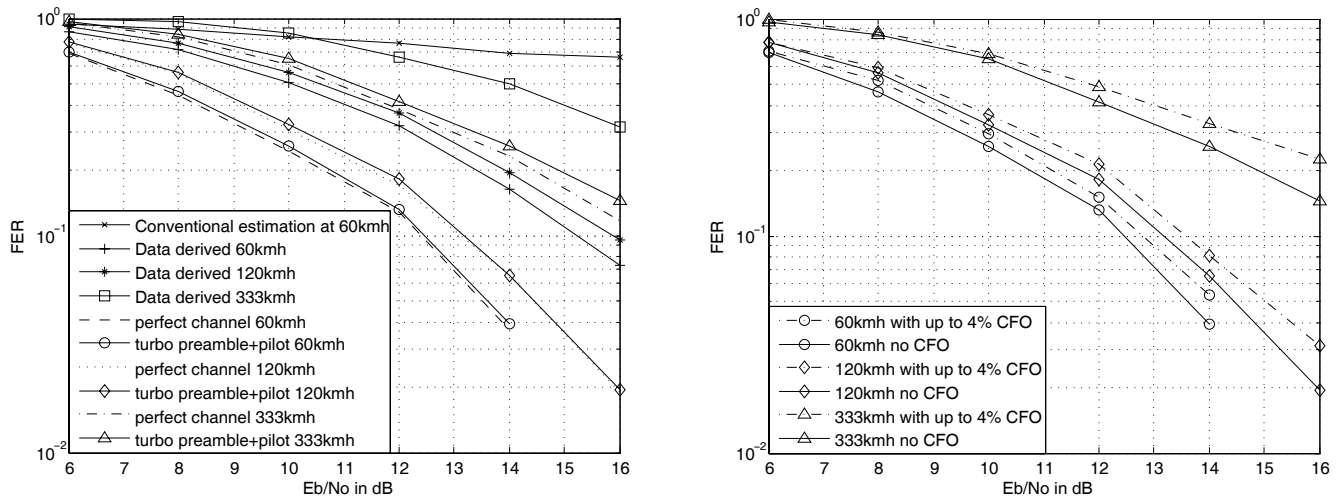 10^0
10^-1
10^-2
FER
Conventional estimation at 60kmh
Data derived 60kmh
Data derived 120kmh
Data derived 333kmh
perfect channel 60kmh
turbo preamble+pilot 60kmh
perfect channel 120kmh
turbo preamble+pilot 120kmh
perfect channel 333kmh
turbo preamble+pilot 333kmh
6 7 8 9 10 11 12 13 14 15 16
Eb/No in dB
10^0
10^-1
10^-2
FER
60kmh with up to 4% CFO
60kmh no CFO
120kmh with up to 4% CFO
120kmh no CFO
333kmh with up to 4% CFO
333kmh no CFO
6 7 8 9 10 11 12 13 14 15 16
Eb/No in dB